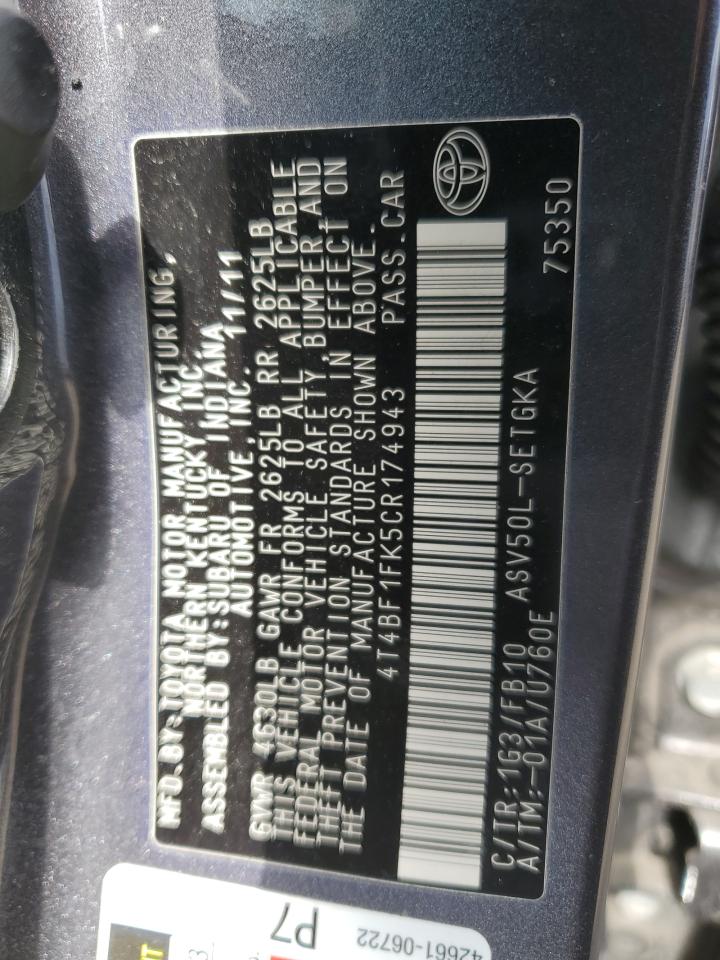 MFD.BY:TOYOTA MOTOR MANUFACTURING,
NORTHERN KENTUCKY INC.
ASSEMBLED BY:SUBARU OF INDIANA
AUTOMOTIVE,INC. 11/11
GVWR 4630LB GAWR FR 2625LB RR 2625LB
THIS VEHICLE CONFORMS TO ALL APPLICABLE
FEDERAL MOTOR VEHICLE SAFETY,BUMPER AND
THEFT PREVENTION STANDARDS IN EFFECT ON
THE DATE OF MANUFACTURE SHOWN ABOVE.
4T4BF1FK5CR174943 PASS.CAR
C/TR:1G3/FB10 ASV50L-SETGKA
A/TM:-01A/U760E 75350
P7
42661-06722